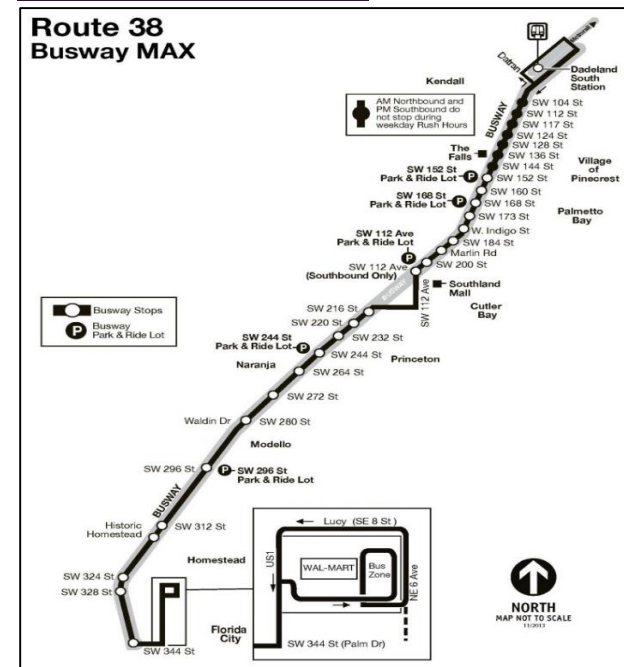 Route 38
Busway MAX
Metrorail
Datran
Dadeland
South
Station
Kendall
AM Northbound and
PM Southbound do
not stop during
weekday Rush Hours
BUSWAY
SW 104 St
SW 112 St
SW 117 St
SW 124 St
SW 128 St
SW 136 St
SW 144 St
The
Falls
Village
of
Pinecrest
SW 152 St
Park & Ride Lot
P
SW 152 St
SW 160 St
SW 168 St
Park & Ride Lot
P
SW 168 St
SW 173 St
Palmetto
Bay
W. Indigo St
SW 184 St
Marlin Rd
SW 112 Ave
Park & Ride Lot
P
SW 112 Ave
(Southbound Only)
SW 200 St
Southland
Mall
BUSWAY
SW 112 Ave
Cutler
Bay
Busway Stops
P
Busway
Park & Ride Lot
SW 216 St
SW 220 St
SW 232 St
SW 244 St
Park & Ride Lot
P
SW 244 St
Princeton
Naranja
SW 264 St
SW 272 St
Waldin Dr
SW 280 St
Modello
SW 296 St
P
SW 296 St
Park & Ride Lot
BUSWAY
SW 312 St
Historic
Homestead
Homestead
SW 324 St
SW 328 St
SW 344 St
Florida
City
Lucy (SE 8 St )
US1
WAL-MART
Bus
Zone
NE 6 Ave
SW 344 St (Palm Dr)
NORTH
MAP NOT TO SCALE
11/2013